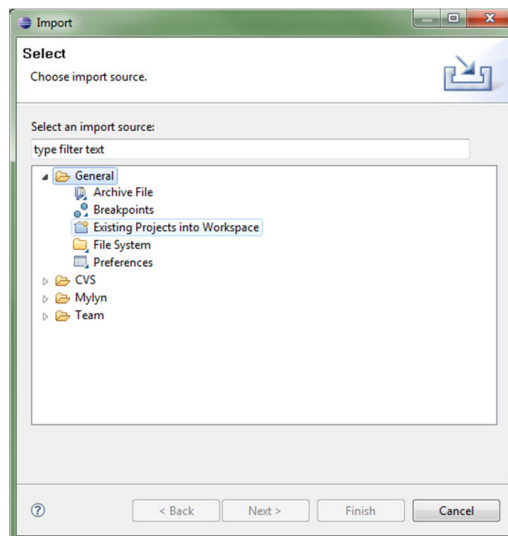 Import
Select
Choose import source.
Select an import source:
type filter text
General
Archive File
Breakpoints
Existing Projects into Workspace
File System
Preferences
CVS
Mylyn
Team
? < Back Next > Finish Cancel